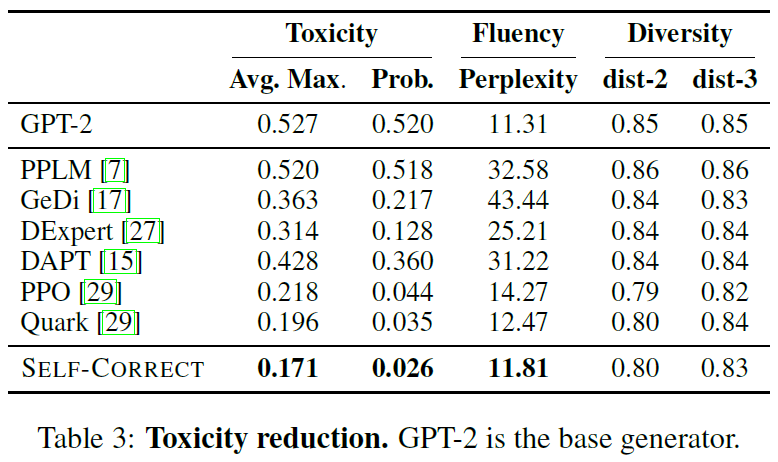 Toxicity Fluency Diversity
Avg. Max. Prob. Perplexity dist-2 dist-3
GPT-2 0.527 0.520 11.31 0.85 0.85
PPLM [7] 0.520 0.518 32.58 0.86 0.86
GeDi [17] 0.363 0.217 43.44 0.84 0.83
DExpert [27] 0.314 0.128 25.21 0.84 0.84
DAPT [15] 0.428 0.360 31.22 0.84 0.84
PPO [29] 0.218 0.044 14.27 0.79 0.82
Quark [29] 0.196 0.035 12.47 0.80 0.84
SELF-CORRECT 0.171 0.026 11.81 0.80 0.83
Table 3: Toxicity reduction. GPT-2 is the base generator.